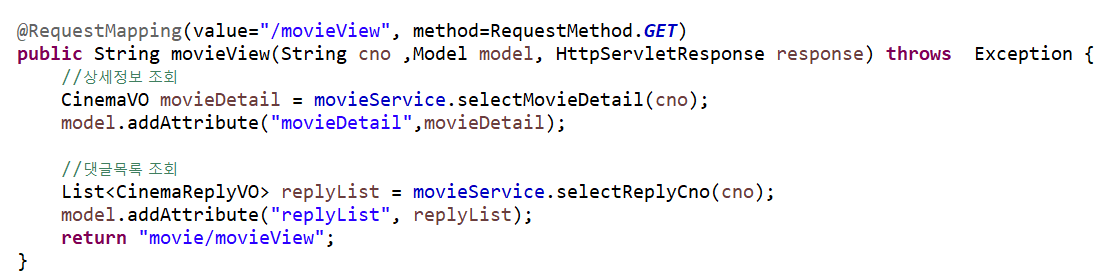 @RequestMapping(value="/movieView", method=RequestMethod.GET)
public String movieView(String cno ,Model model, HttpServletResponse response) throws  Exception {
    //상세정보 조회
    CinemaVO movieDetail = movieService.selectMovieDetail(cno);
    model.addAttribute("movieDetail",movieDetail);

    //댓글목록 조회
    List<CinemaReplyVO> replyList = movieService.selectReplyCno(cno);
    model.addAttribute("replyList", replyList);
    return "movie/movieView";
}